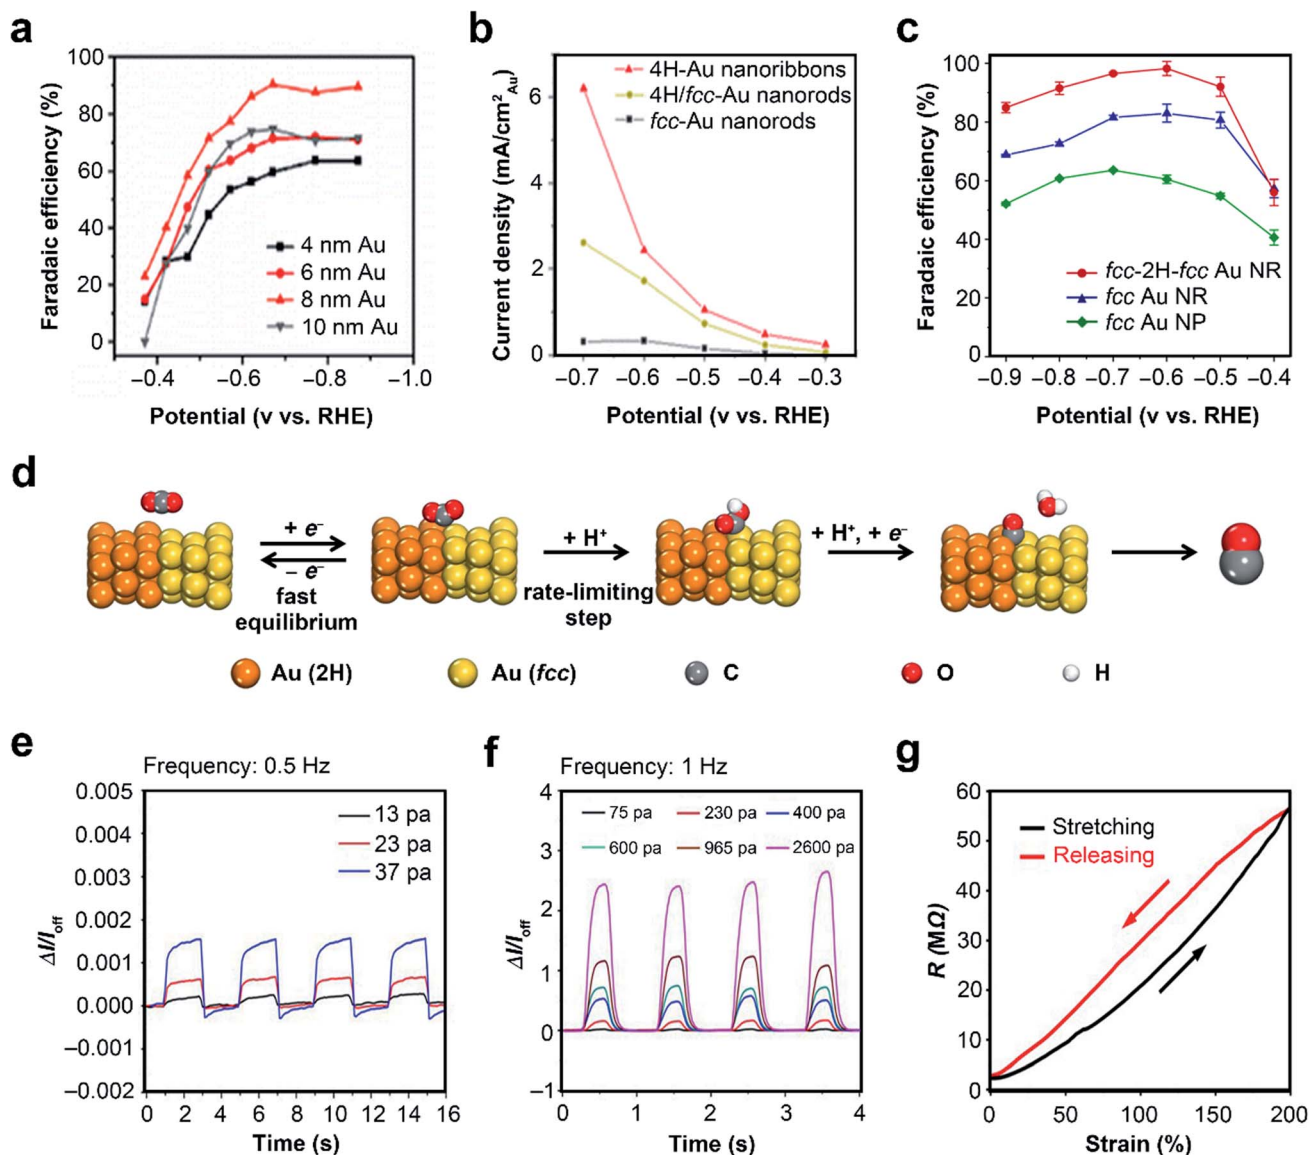 a
Faradaic efficiency (%)
100
80
60
40
20
0
4 nm Au
6 nm Au
8 nm Au
10 nm Au
−0.4
−0.6
−0.8
−1.0
Potential (v vs. RHE)
b
Current density (mA/cm²Au)
6
4
2
0
4H-Au nanoribbons
4H/fcc-Au nanorods
fcc-Au nanorods
−0.7
−0.6
−0.5
−0.4
−0.3
Potential (v vs. RHE)
c
Faradaic efficiency (%)
100
80
60
40
20
0
fcc-2H-fcc Au NR
fcc Au NR
fcc Au NP
−0.9
−0.8
−0.7
−0.6
−0.5
−0.4
Potential (v vs. RHE)
d
+ e⁻
− e⁻
fast
equilibrium
+ H⁺
rate-limiting
step
+ H⁺, + e⁻
Au (2H)
Au (fcc)
C
O
H
e
Frequency: 0.5 Hz
ΔI/Ioff
0.005
0.004
0.003
0.002
0.001
0.000
−0.001
−0.002
13 pa
23 pa
37 pa
0
2
4
6
8
10
12
14
16
Time (s)
f
Frequency: 1 Hz
ΔI/Ioff
4
3
2
1
0
−1
75 pa
230 pa
400 pa
600 pa
965 pa
2600 pa
0
1
2
3
4
Time (s)
g
R (MΩ)
60
50
40
30
20
10
0
Stretching
Releasing
0
50
100
150
200
Strain (%)